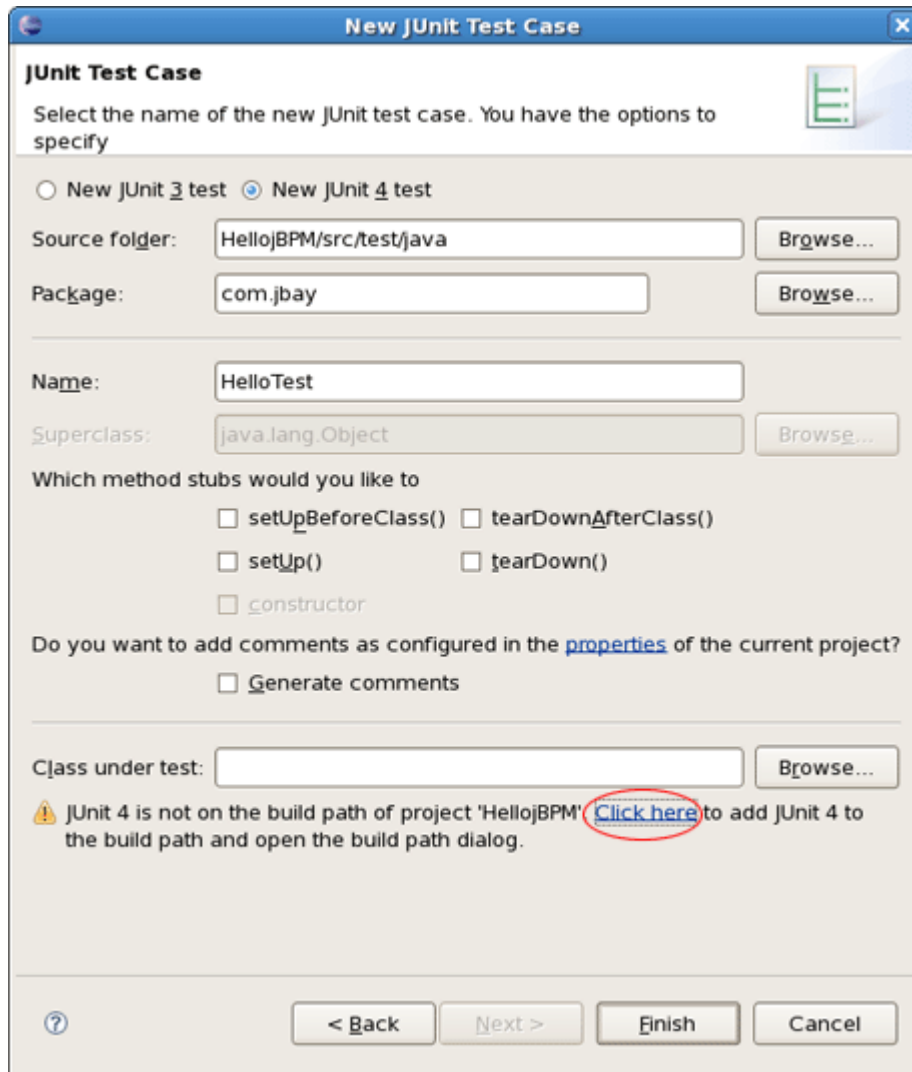 New JUnit Test Case
JUnit Test Case
Select the name of the new JUnit test case. You have the options to
specify
New JUnit 3 test New JUnit 4 test
Source folder: HellojBPM/src/test/java Browse...
Package: com.jbay Browse...
Name: HelloTest
Superclass: java.lang.Object Browse...
Which method stubs would you like to
setUpBeforeClass() tearDownAfterClass()
setUp() tearDown()
constructor
Do you want to add comments as configured in the properties of the current project?
Generate comments
Class under test: Browse...
JUnit 4 is not on the build path of project 'HellojBPM' Click here to add JUnit 4 to
the build path and open the build path dialog.
? < Back Next > Finish Cancel